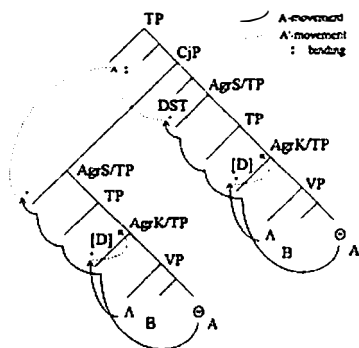 A-movement
TP
A'-movement
: binding
CjP
A :
AgrS/TP
DST
TP
AgrK/TP
[D]
AgrS/TP
VP
TP
AgrK/TP
Λ
B
Θ
A
[D]
VP
Λ
B
Θ
A